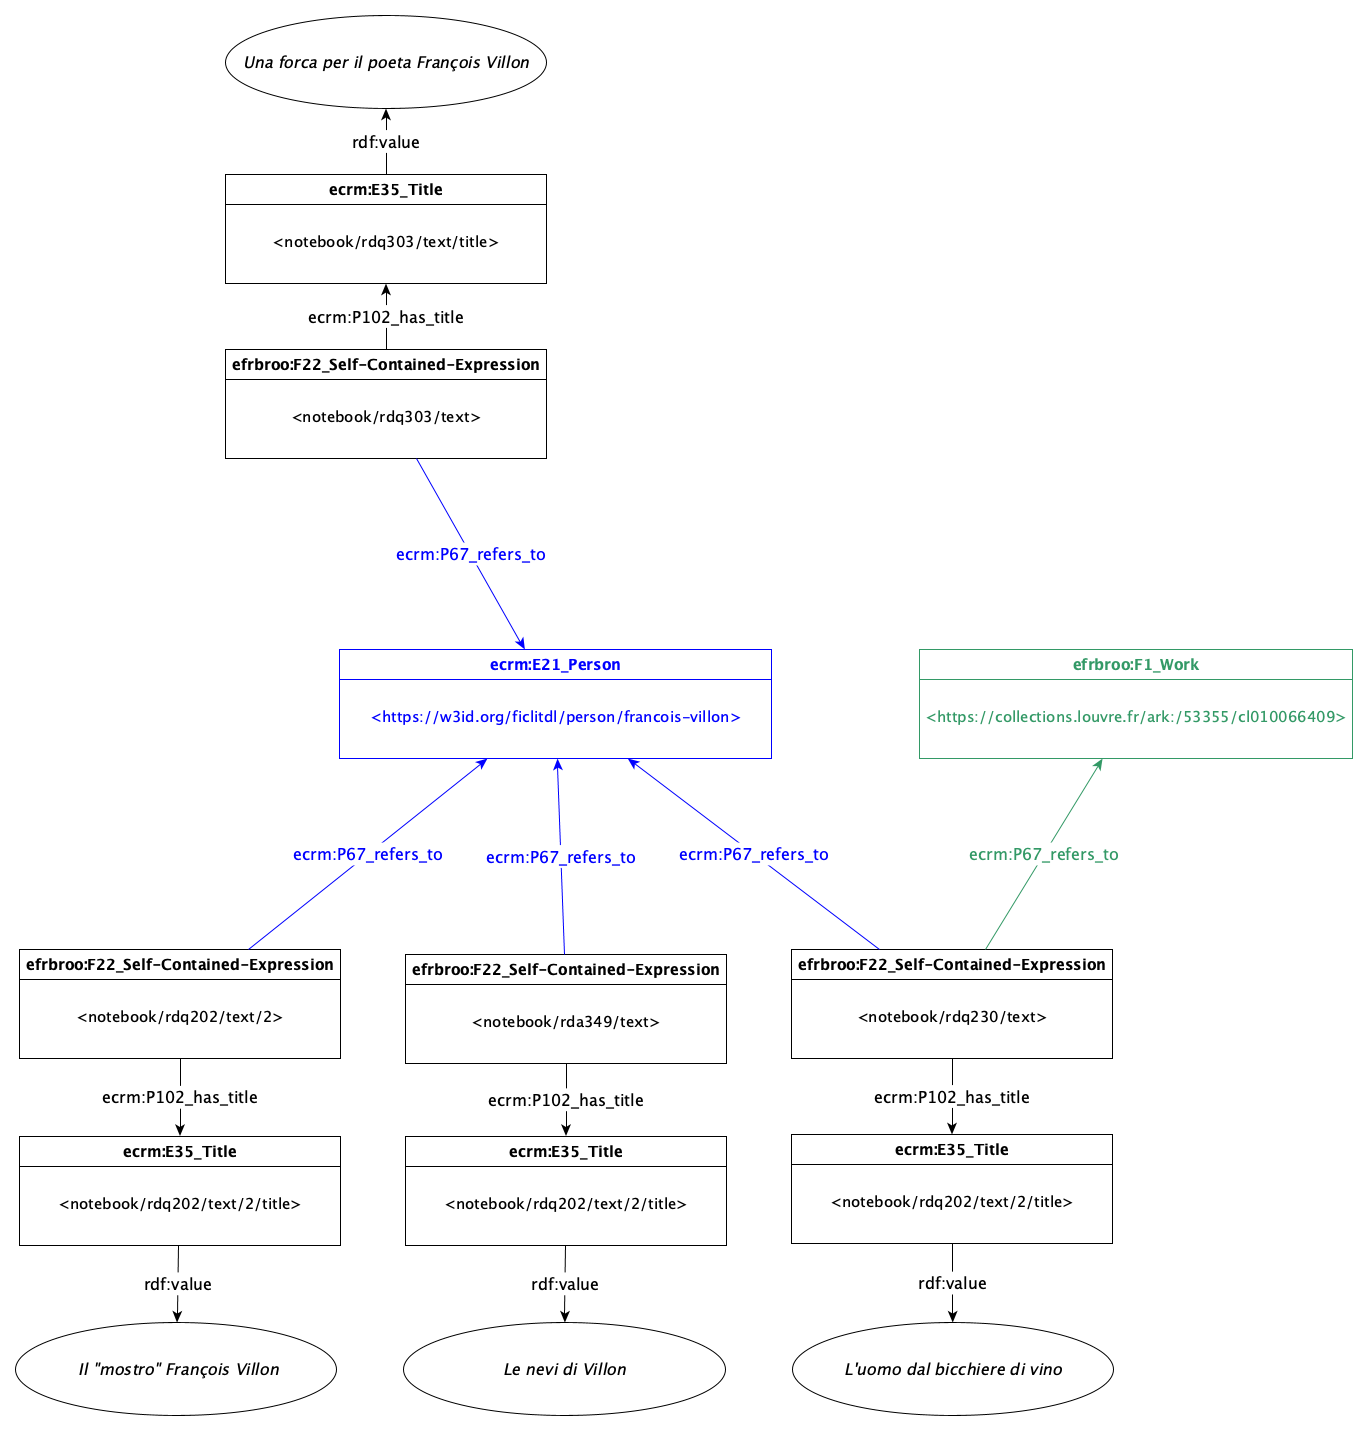 Una forca per il poeta François Villon
rdf:value
ecrm:E35_Title
<notebook/rdq303/text/title>
ecrm:P102_has_title
efrbroo:F22_Self-Contained-Expression
<notebook/rdq303/text>
ecrm:P67_refers_to
ecrm:E21_Person
<https://w3id.org/ficlitdl/person/francois-villon>
efrbroo:F1_Work
<https://collections.louvre.fr/ark:/53355/cl010066409>
ecrm:P67_refers_to
ecrm:P67_refers_to
ecrm:P67_refers_to
ecrm:P67_refers_to
efrbroo:F22_Self-Contained-Expression
<notebook/rdq202/text/2>
ecrm:P102_has_title
ecrm:E35_Title
<notebook/rdq202/text/2/title>
rdf:value
Il "mostro" François Villon
efrbroo:F22_Self-Contained-Expression
<notebook/rda349/text>
ecrm:P102_has_title
ecrm:E35_Title
<notebook/rdq202/text/2/title>
rdf:value
Le nevi di Villon
efrbroo:F22_Self-Contained-Expression
<notebook/rdq230/text>
ecrm:P102_has_title
ecrm:E35_Title
<notebook/rdq202/text/2/title>
rdf:value
L'uomo dal bicchiere di vino